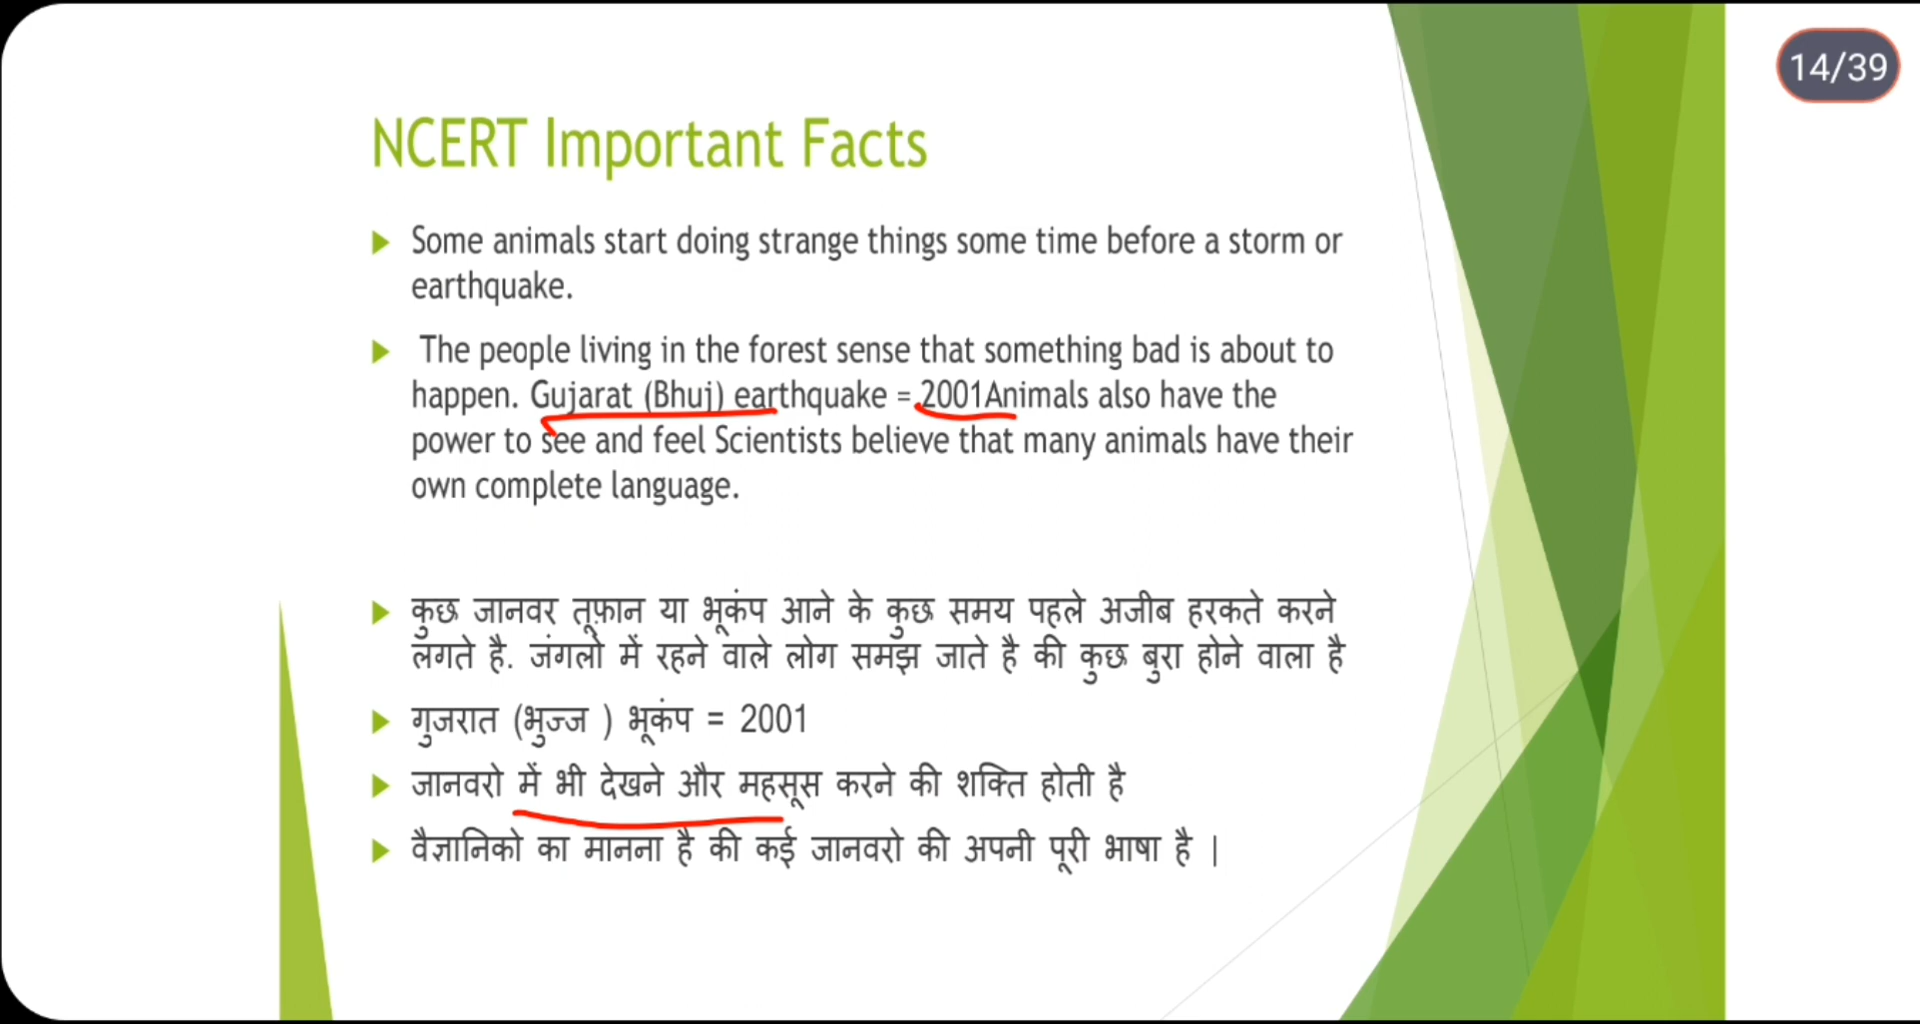 14/39
NCERT Important Facts
Some animals start doing strange things some time before a storm or
earthquake.
The people living in the forest sense that something bad is about to
happen. Gujarat (Bhuj) earthquake = 2001Animals also have the
power to see and feel Scientists believe that many animals have their
own complete language.
कुछ जानवर तूफ़ान या भूकंप आने के कुछ समय पहले अजीब हरकते करने
लगते है. जंगलो में रहने वाले लोग समझ जाते है की कुछ बुरा होने वाला है
गुजरात (भुज्ज ) भूकंप = 2001
जानवरो में भी देखने और महसूस करने की शक्ति होती है
वैज्ञानिको का मानना है की कई जानवरो की अपनी पूरी भाषा है |